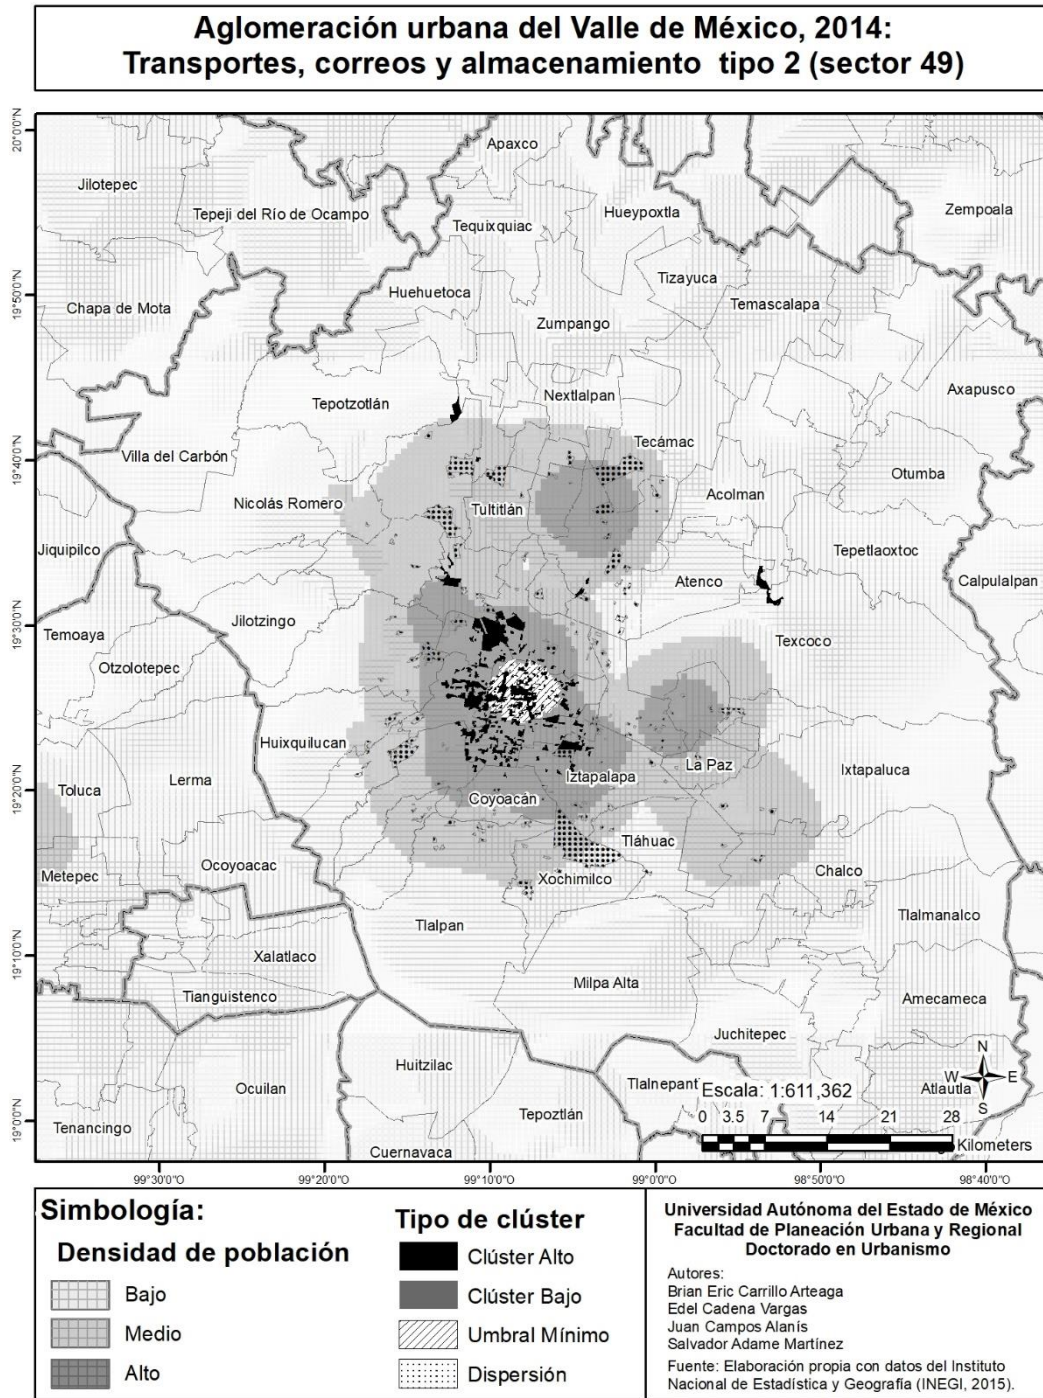 Aglomeración urbana del Valle de México, 2014:
Transportes, correos y almacenamiento tipo 2 (sector 49)
20°0'0"N
19°50'0"N
19°40'0"N
19°30'0"N
19°20'0"N
19°10'0"N
19°0'0"N
Apaxco
Jilotepec
Tepeji del Río de Ocampo
Hueypoxtla
Zempoala
Tequixquiac
Tizayuca
Huehuetoca
Temascalapa
Chapa de Mota
Zumpango
Axapusco
Nextlalpan
Tepotzotlán
Tecámac
Villa del Carbón
Otumba
Nicolás Romero
Acolman
Tultitlán
Jiquipilco
Tepetlaoxtoc
Atenco
Calpulalpan
Jilotzingo
Temoaya
Texcoco
Otzolotepec
Huixquilucan
La Paz
Ixtapaluca
Lerma
Iztapalapa
Toluca
Coyoacán
Tláhuac
Ocoyoacac
Metepec
Xochimilco
Chalco
Tlalpan
Tlalmanalco
Xalatlaco
Milpa Alta
Tianguistenco
Amecameca
Juchitepec
Huitzilac
Ocuilan
Tlalnepant
Atlautla
Tepoztlán
Tenancingo
Cuernavaca
N
W
E
S
Escala: 1:611,362
0 3.5 7 14 21 28
Kilometers
99°30'0"O 99°20'0"O 99°10'0"O 99°0'0"O 98°50'0"O 98°40'0"O
Simbología:
Densidad de población
Bajo
Medio
Alto
Tipo de clúster
Clúster Alto
Clúster Bajo
Umbral Mínimo
Dispersión
Universidad Autónoma del Estado de México
Facultad de Planeación Urbana y Regional
Doctorado en Urbanismo
Autores:
Brian Eric Carrillo Arteaga
Edel Cadena Vargas
Juan Campos Alanís
Salvador Adame Martínez
Fuente: Elaboración propia con datos del Instituto
Nacional de Estadística y Geografía (INEGI, 2015).